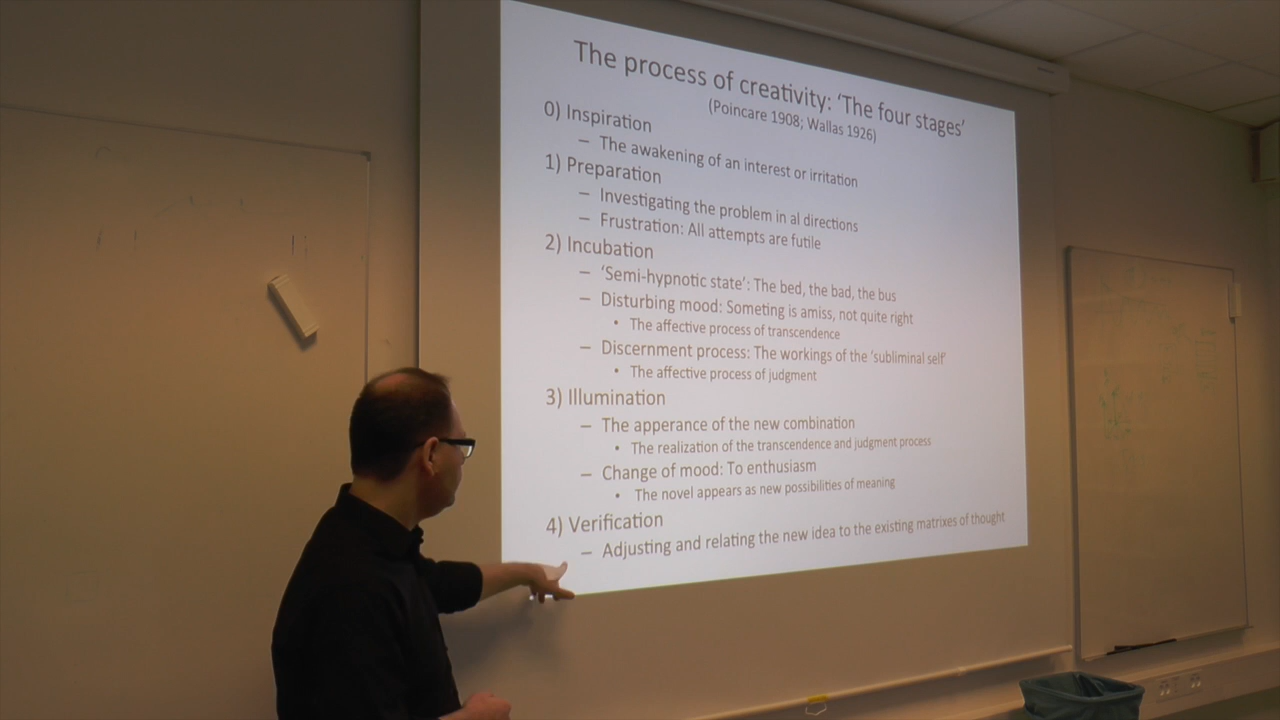 The process of creativity: ‘The four stages’
(Poincare 1908; Wallas 1926)
0) Inspiration
– The awakening of an interest or irritation
1) Preparation
– Investigating the problem in al directions
– Frustration: All attempts are futile
2) Incubation
– ‘Semi-hypnotic state’: The bed, the bad, the bus
– Disturbing mood: Someting is amiss, not quite right
• The affective process of transcendence
– Discernment process: The workings of the ‘subliminal self’
• The affective process of judgment
3) Illumination
– The apperance of the new combination
• The realization of the transcendence and judgment process
– Change of mood: To enthusiasm
• The novel appears as new possibilities of meaning
4) Verification
– Adjusting and relating the new idea to the existing matrixes of thought